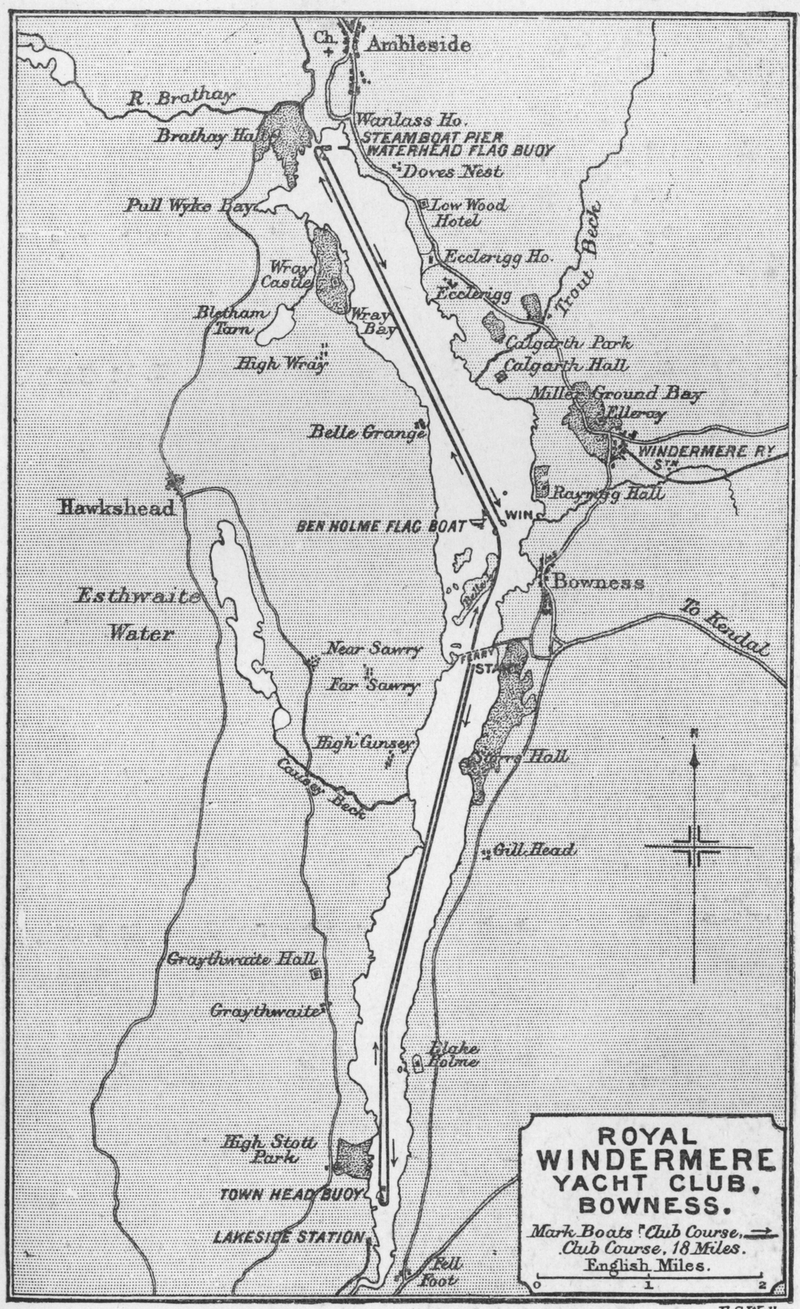 Ch.
Ambleside
R. Brathay
Wanlass Ho.
Brathay Hall
STEAMBOAT PIER
WATERHEAD FLAG BUOY
Doves Nest
Pull Wyke Bay
Low Wood
Hotel
Trout Beck
Ecclerigg Ho.
Wray
Castle
Ecclerigg
Bletham
Tarn
Wray
Bay
Calgarth Park
High Wray
Calgarth Hall
Miller Ground Bay
Elleray
Belle Grange
WINDERMERE RY
STN
Rayrigg Hall
Hawkshead
WIN
BEN HOLME FLAG BOAT
Bowness
Esthwaite
Water
Belle I.
To Kendal
Near Sawry
FERRY
STAND
Far Sawry
N
High Cunsey
Storrs Hall
Causey Beck
Gill Head
Graythwaite Hall
Graythwaite
Blake
Holme
High Stott
Park
TOWN HEAD BUOY
LAKESIDE STATION
Fell
Foot
ROYAL
WINDERMERE
YACHT CLUB,
BOWNESS.
Mark Boats Club Course,
Club Course, 18 Miles.
English Miles.
0 1 2